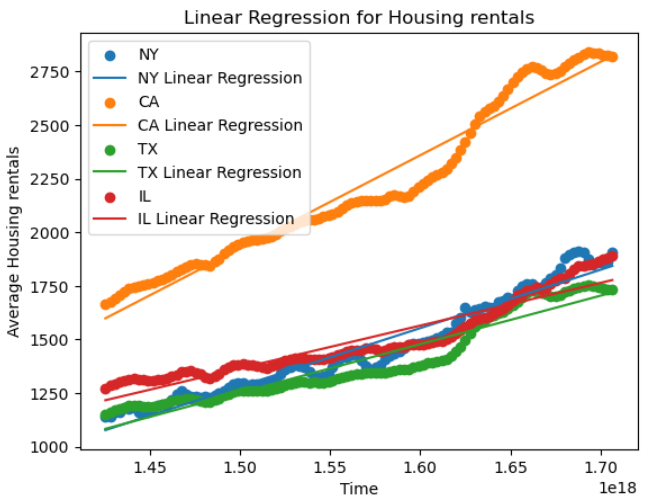 Linear Regression for Housing rentals
NY
NY Linear Regression
CA
CA Linear Regression
TX
TX Linear Regression
IL
IL Linear Regression
Average Housing rentals
2750
2500
2250
2000
1750
1500
1250
1000
1.45
1.50
1.55
1.60
1.65
1.70
1e18
Time